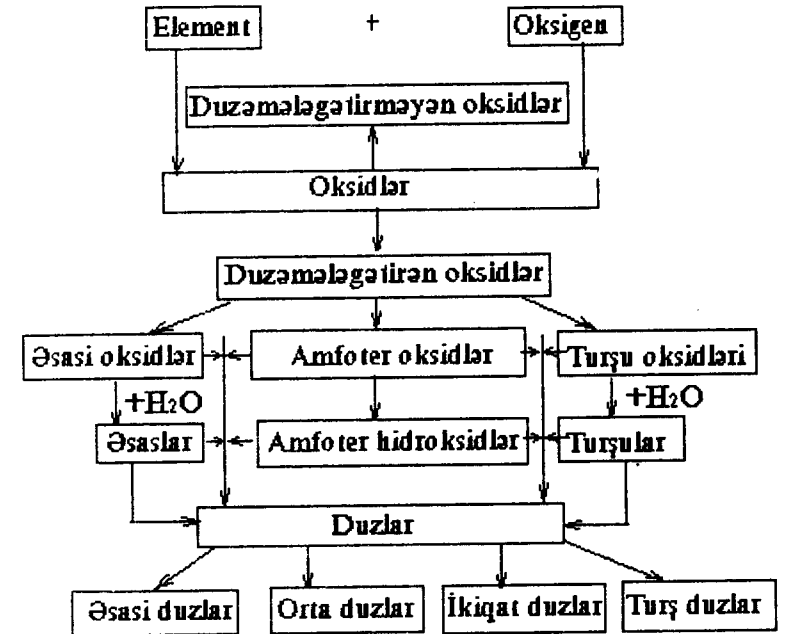 Element + Oksigen
Duzəmələgətirməyən oksidlər
Oksidlər
Duzəmələgətirən oksidlər
Əsasi oksidlər Amfoter oksidlər Turşu oksidləri
+H₂O +H₂O
Əsaslar Amfoter hidroksidlər Turşular
Duzlar
Əsasi duzlar Orta duzlar İkiqat duzlar Turş duzlar